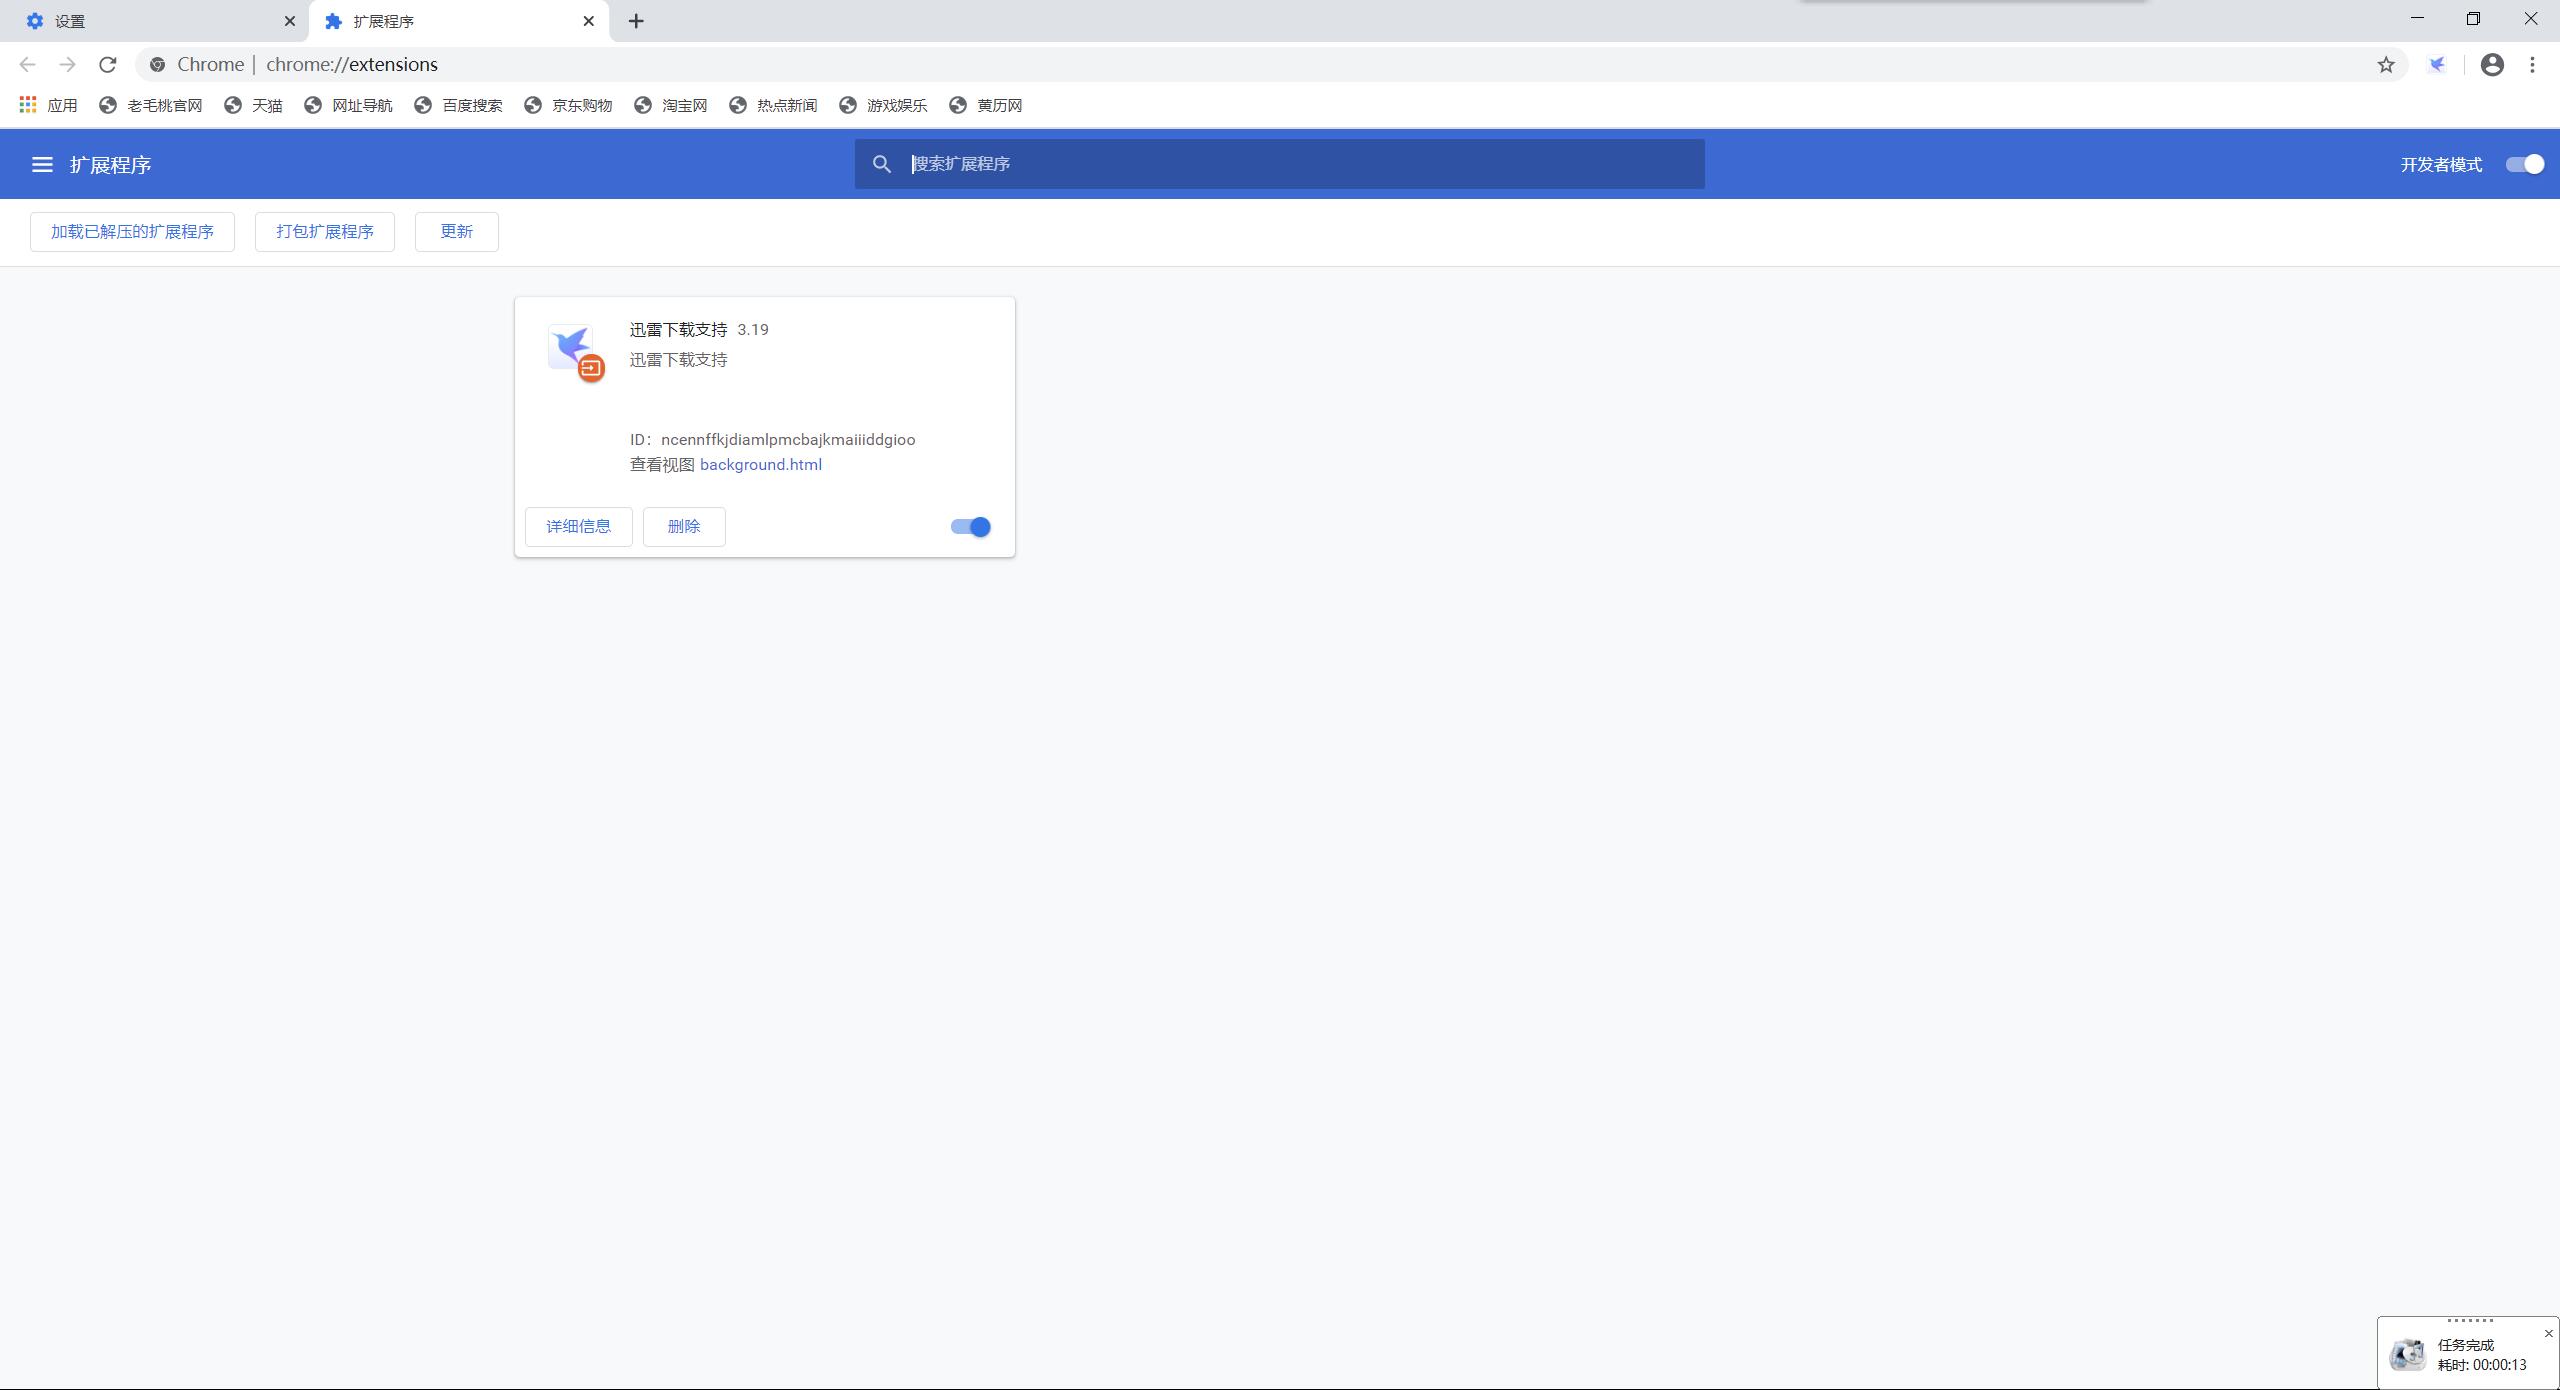 设置
扩展程序
Chrome | chrome://extensions
应用 老毛桃官网 天猫 网址导航 百度搜索 京东购物 淘宝网 热点新闻 游戏娱乐 黄历网
扩展程序
搜索扩展程序
开发者模式
加载已解压的扩展程序 打包扩展程序 更新
迅雷下载支持 3.19
迅雷下载支持
ID：ncennffkjdiamlpmcbajkmaiiiddgioo
查看视图 background.html
详细信息 删除
任务完成
耗时: 00:00:13